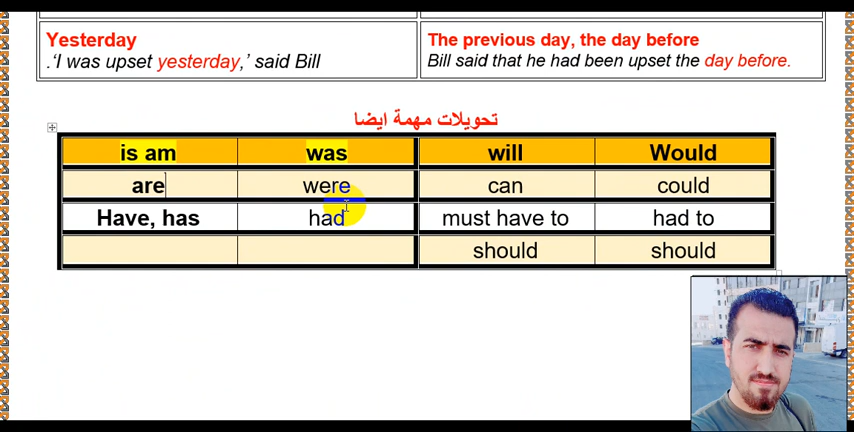 Yesterday
.‘I was upset yesterday,’ said Bill
The previous day, the day before
Bill said that he had been upset the day before.
تحويلات مهمة ايضا
is am was will Would
are were can could
Have, has had must have to had to
should should